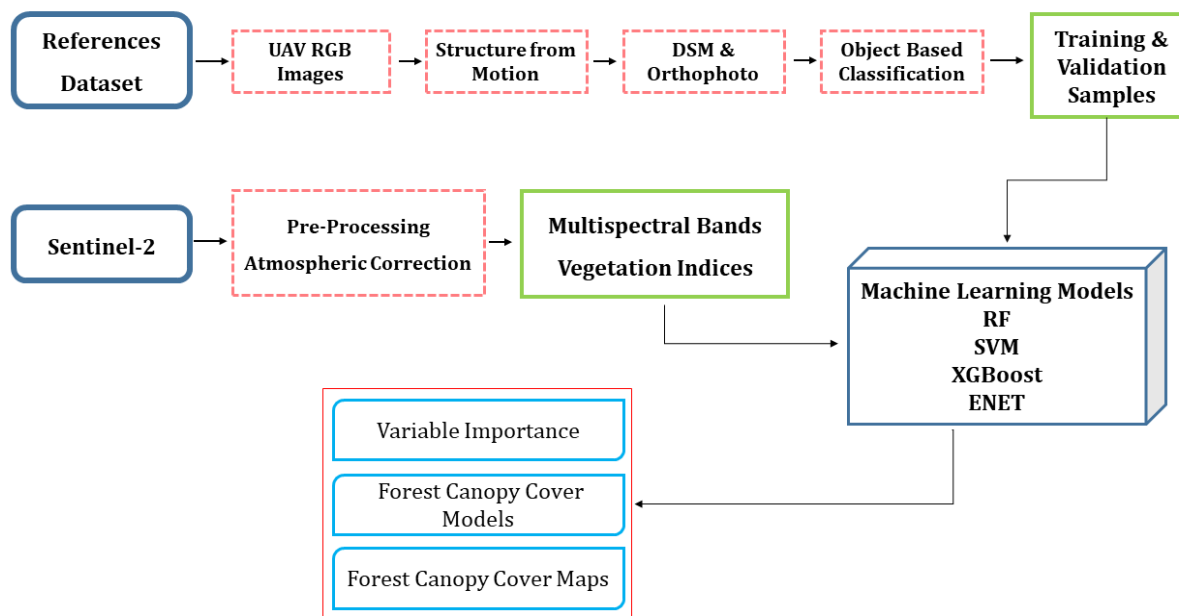 References
Dataset
UAV RGB
Images
Structure from
Motion
DSM &
Orthophoto
Object Based
Classification
Training &
Validation
Samples
Sentinel-2
Pre-Processing
Atmospheric Correction
Multispectral Bands
Vegetation Indices
Machine Learning Models
RF
SVM
XGBoost
ENET
Variable Importance
Forest Canopy Cover
Models
Forest Canopy Cover Maps